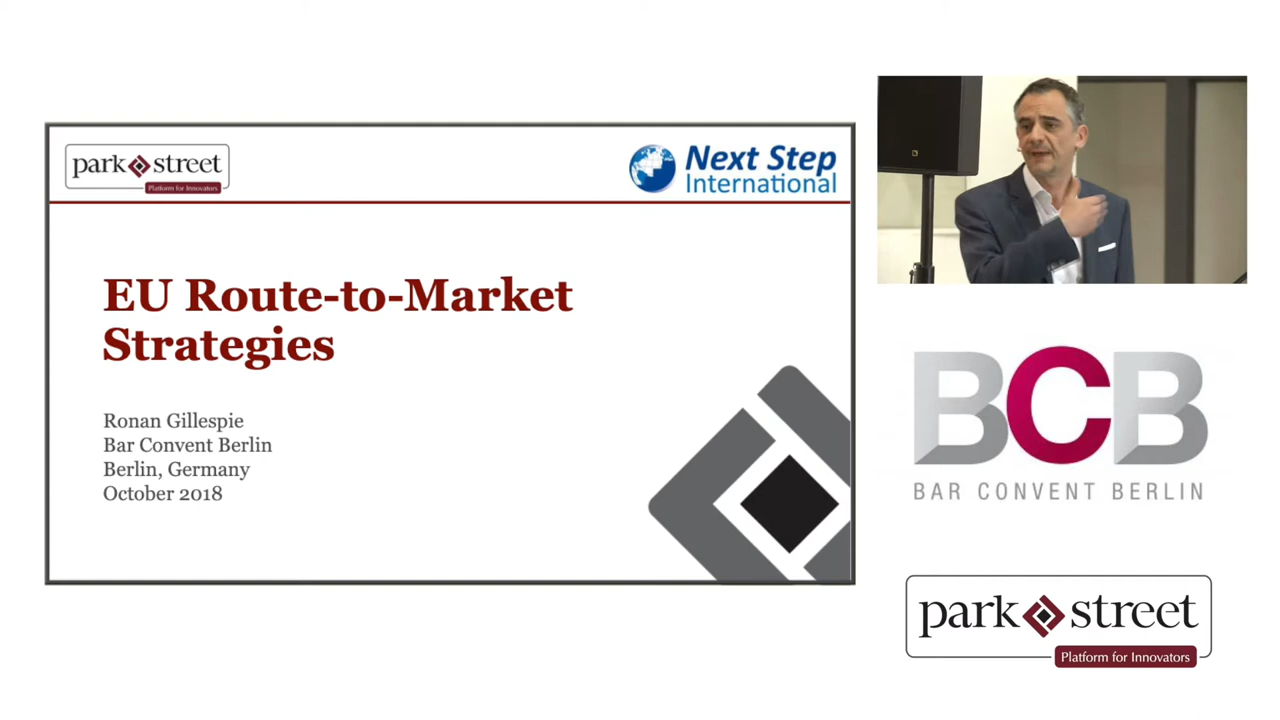 park street
Platform for Innovators
Next Step
International
EU Route-to-Market
Strategies
Ronan Gillespie
Bar Convent Berlin
Berlin, Germany
October 2018
BCB
BAR CONVENT BERLIN
park street
Platform for Innovators